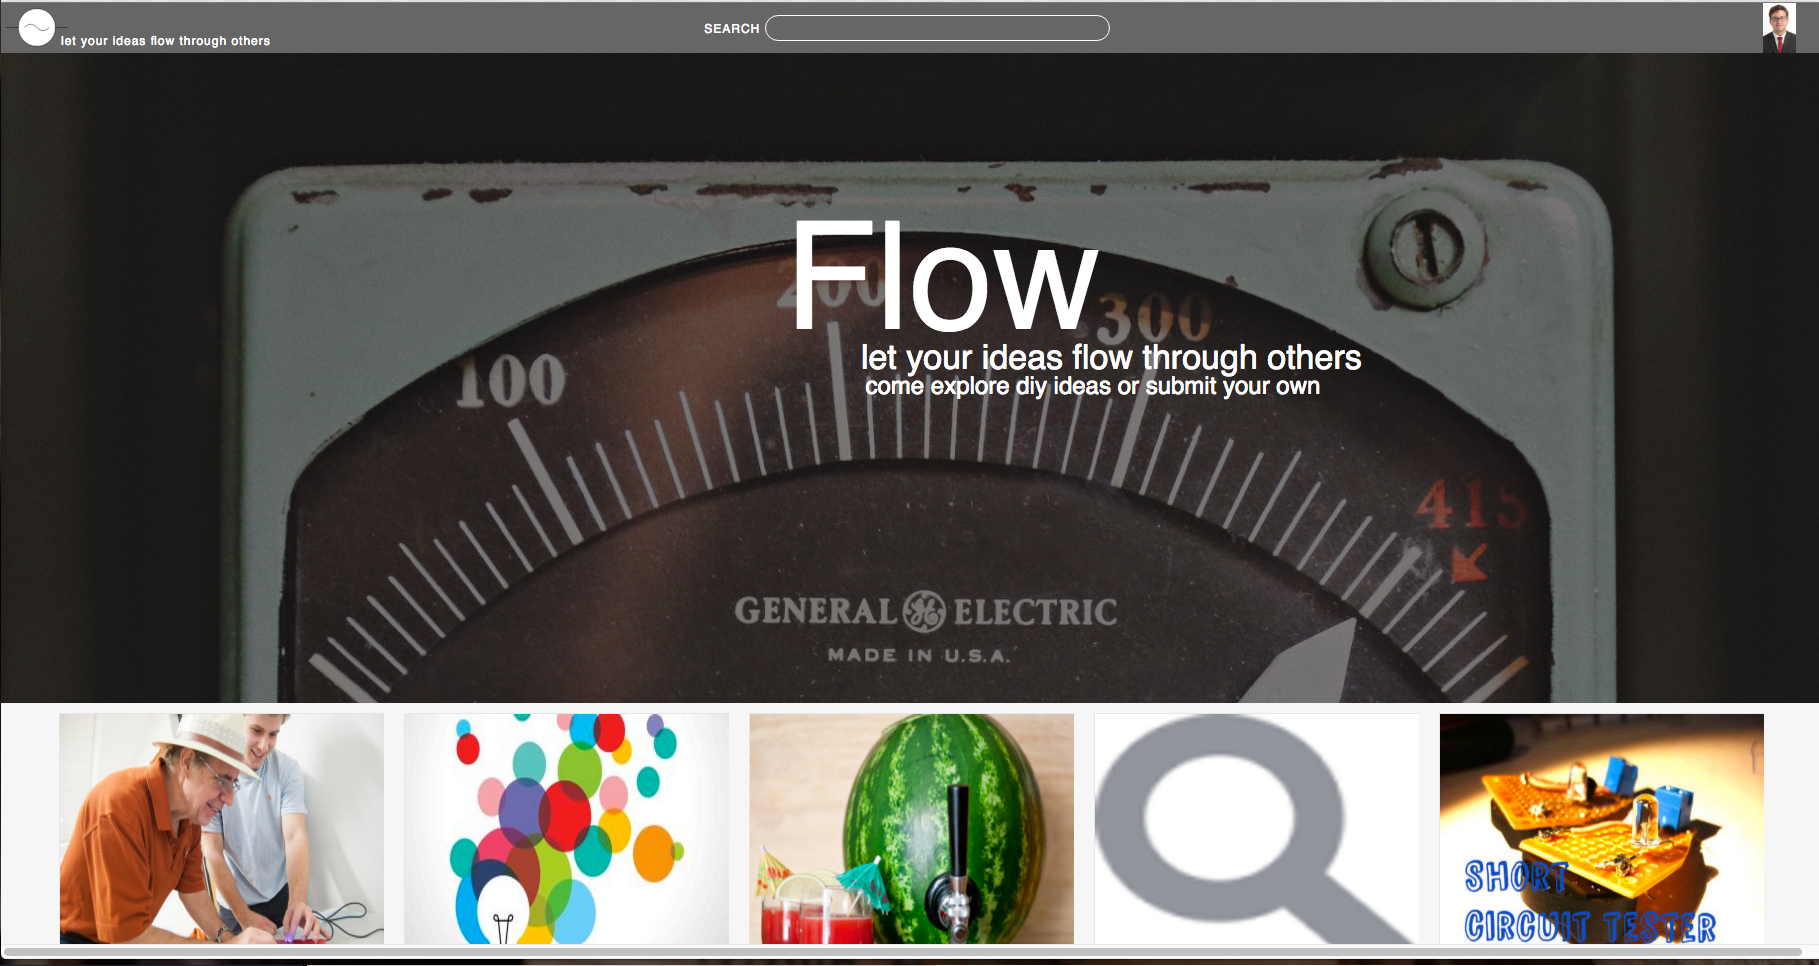 let your ideas flow through others
SEARCH
Flow
let your ideas flow through others
come explore diy ideas or submit your own
100
200
300
415
GENERAL GE ELECTRIC
MADE IN U.S.A.
SHORT
CIRCUIT TESTER